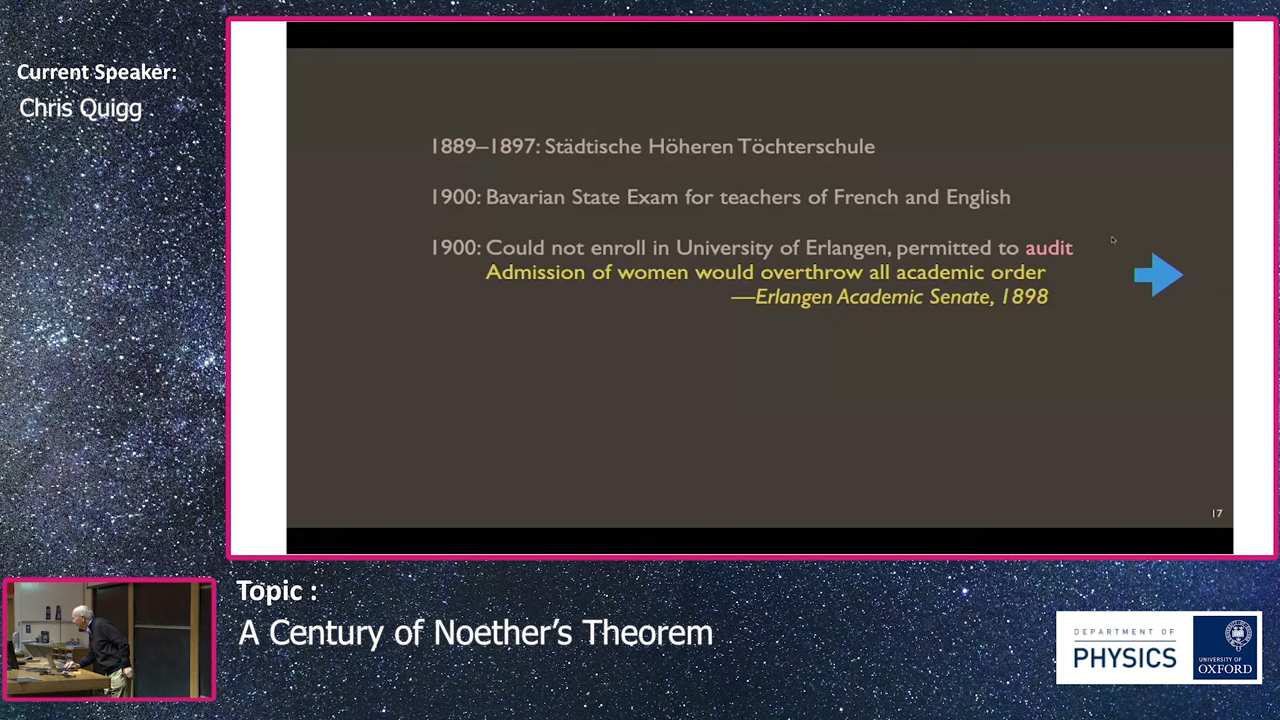 Current Speaker:
Chris Quigg
1889–1897: Städtische Höheren Töchterschule
1900: Bavarian State Exam for teachers of French and English
1900: Could not enroll in University of Erlangen, permitted to audit
Admission of women would overthrow all academic order
—Erlangen Academic Senate, 1898
17
Topic :
A Century of Noether's Theorem
DEPARTMENT OF
PHYSICS
UNIVERSITY OF
OXFORD